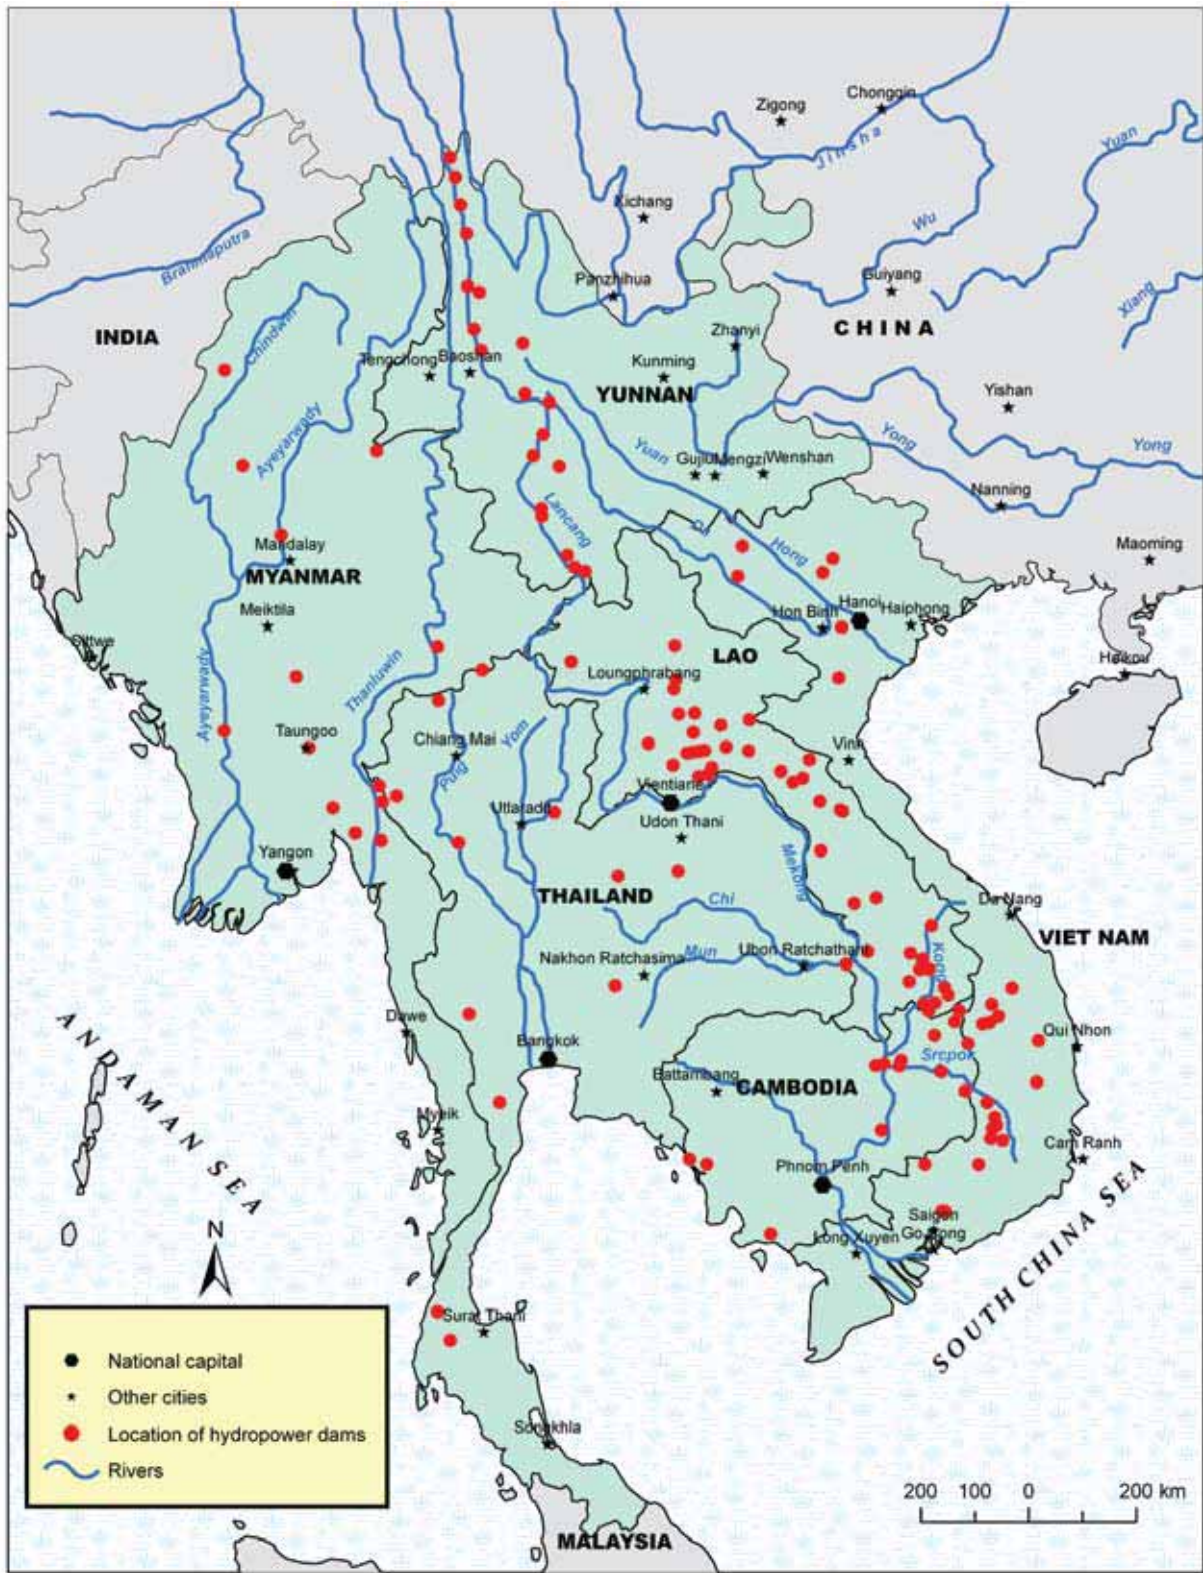 Chongqin
Zigong
Jinsha
Yuan
Xichang
Wu
Brahmaputra
Panzhihua
Guiyang
Xiang
INDIA
Chindwin
CHINA
Zhanyi
Tengchong
Baoshan
Kunming
YUNNAN
Yishan
Ayeyarwady
Yuan
Yong
Yong
Gujiu
Mengzi
Wenshan
Nanning
Lancang
Da
Hong
Mandalay
MYANMAR
Maoming
Meiktila
Hon Binh
Hanoi
Haiphong
Sittwe
LAO
Haikou
Ayeyarwady
Thanluwin
Loungphrabang
Taungoo
Chiang Mai
Yom
Vinh
Ping
Vientiane
Utlaradit
Udon Thani
Yangon
Mekong
THAILAND
Chi
Da Nang
VIET NAM
Mun
Ubon Ratchathani
Kong
Nakhon Ratchasima
ANDAMAN SEA
Dawe
Bangkok
Qui Nhon
Srepok
Battambang
CAMBODIA
Myeik
Cam Ranh
Phnom Penh
N
Saigon
Long Xuyen
Go Cong
SOUTH CHINA SEA
Surat Thani
National capital
Other cities
Location of hydropower dams
Rivers
Songkhla
200 100 0 200 km
MALAYSIA